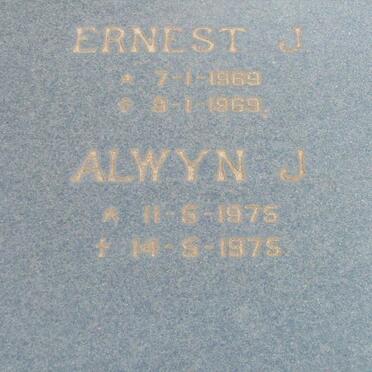 ERNEST J
* 7-1-1969
† 9-1-1969
ALWYN J
* 11-5-1975
† 14-5-1975